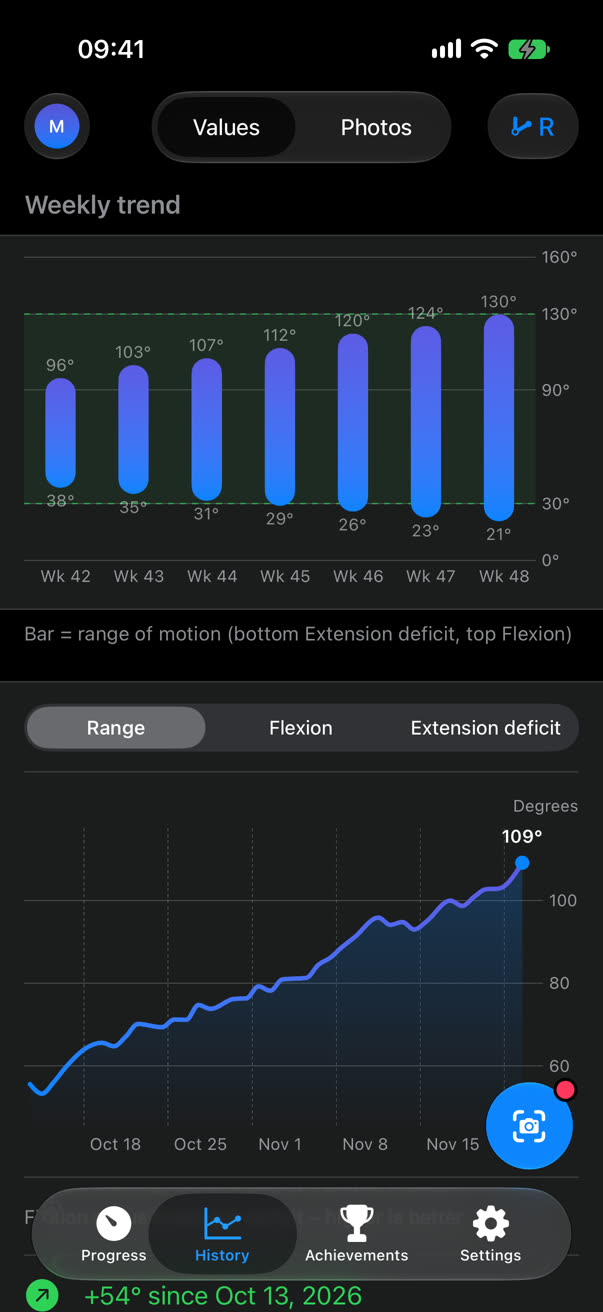 09:41
M
Values
Photos
R
Weekly trend
160°
130°
90°
30°
0°
96°
103°
107°
112°
120°
124°
130°
38°
35°
31°
29°
26°
23°
21°
Wk 42
Wk 43
Wk 44
Wk 45
Wk 46
Wk 47
Wk 48
Bar = range of motion (bottom Extension deficit, top Flexion)
Range
Flexion
Extension deficit
Degrees
109°
100
80
60
Oct 18
Oct 25
Nov 1
Nov 8
Nov 15
Progress
History
Achievements
Settings
+54° since Oct 13, 2026